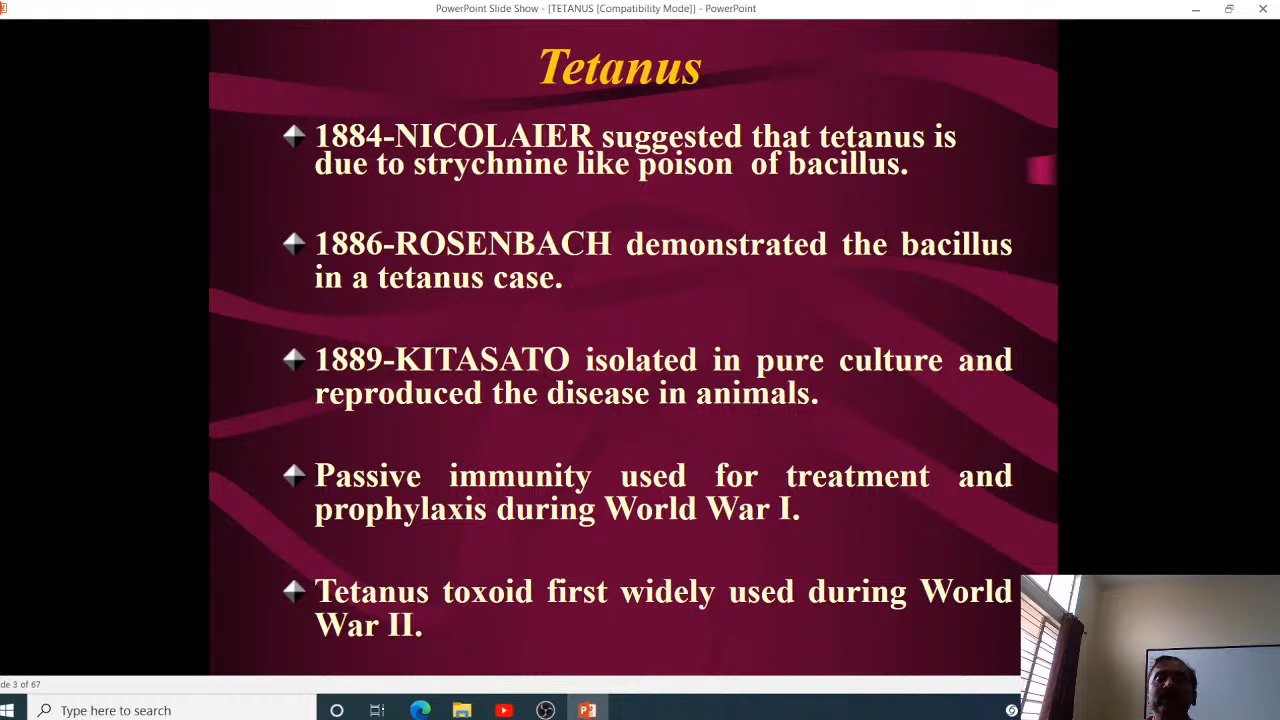 PowerPoint Slide Show - [TETANUS [Compatibility Mode]] - PowerPoint
Tetanus
1884-NICOLAIER suggested that tetanus is
due to strychnine like poison of bacillus.
1886-ROSENBACH demonstrated the bacillus
in a tetanus case.
1889-KITASATO isolated in pure culture and
reproduced the disease in animals.
Passive immunity used for treatment and
prophylaxis during World War I.
Tetanus toxoid first widely used during World
War II.
de 3 of 67
Type here to search